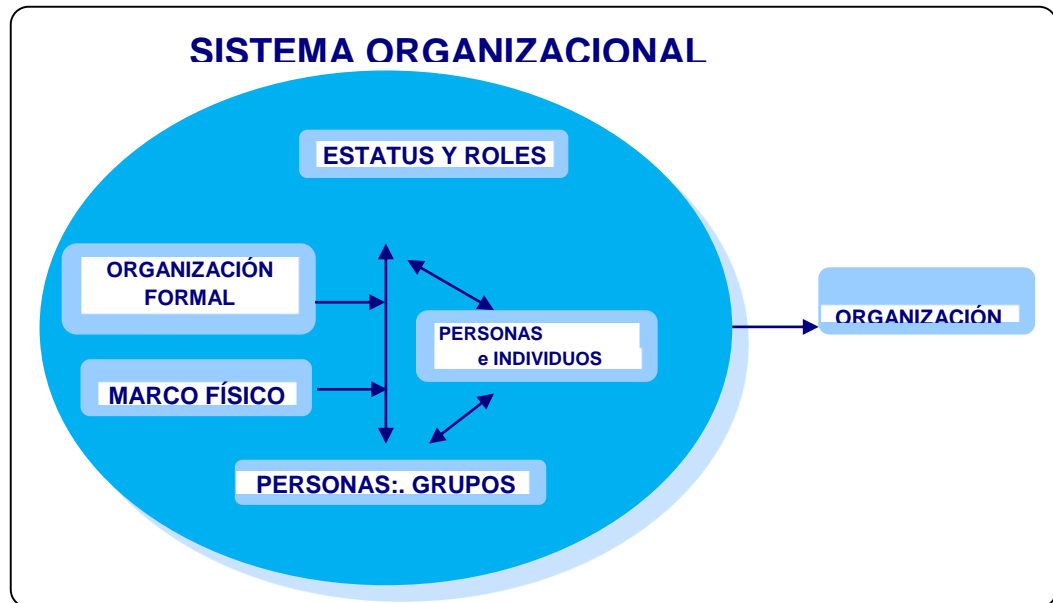 SISTEMA ORGANIZACIONAL
ESTATUS Y ROLES
ORGANIZACIÓN
FORMAL
PERSONAS
e INDIVIDUOS
MARCO FÍSICO
PERSONAS:. GRUPOS
ORGANIZACIÓN